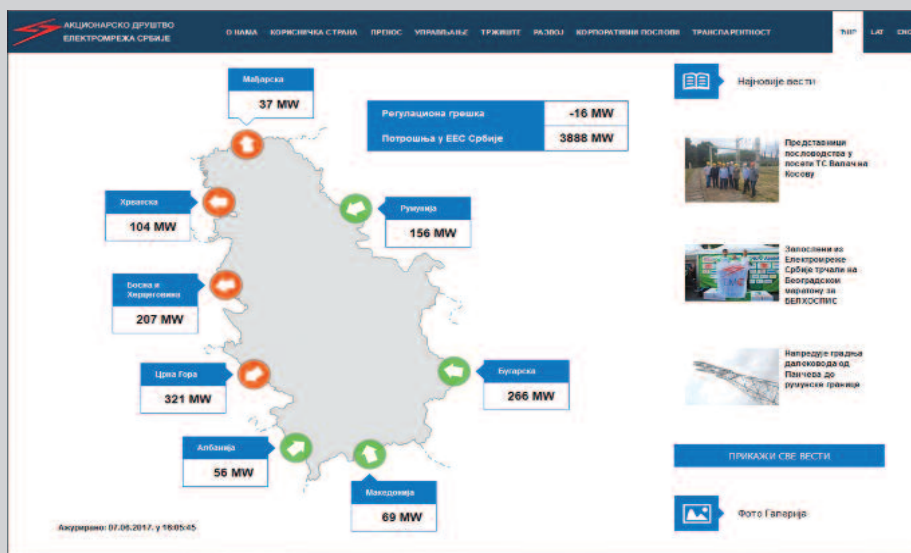 АКЦИОНАРСКО ДРУШТВО
ЕЛЕКТРОМРЕЖА СРБИЈЕ
О НАМА КОРИСНИЧКА СТРАНА ПРЕНОС УПРАВЉАЊЕ ТРЖИШТЕ РАЗВОЈ КОРПОРАТИВНИ ПОСЛОВИ ТРАНСПАРЕНТНОСТ ЋИР LAT ENG
Мађарска
37 MW
Регулациона грешка -16 MW
Потрошња у ЕЕС Србије 3888 MW
Хрватска
104 MW
Румунија
156 MW
Босна и
Херцеговина
207 MW
Црна Гора
321 MW
Бугарска
266 MW
Албанија
56 MW
Македонија
69 MW
Ажурирано: 07.06.2017. у 16:05:45
Најновије вести
Представници
пословодства у
посети ТС Валач на
Косову
Запослени из
Електромреже
Србије трчали на
Београдском
маратону за
БЕЛХОСПИС
Напредује градња
далековода од
Панчева до
румунске границе
ПРИКАЖИ СВЕ ВЕСТИ
Фото Галерија